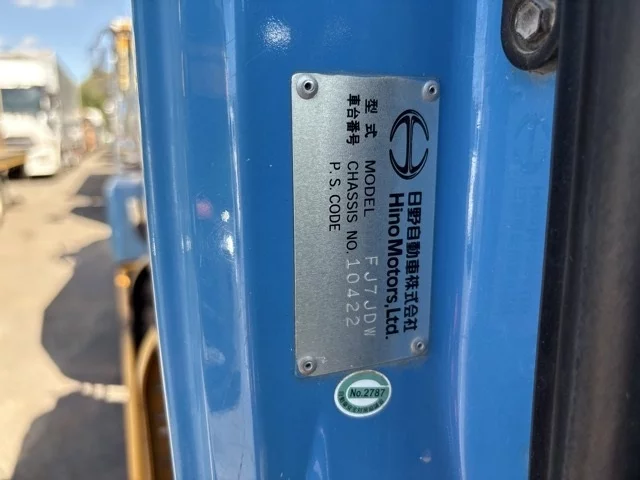 日野自動車株式会社
Hino Motors, Ltd.
型式 MODEL FJ7JDW
車台番号 CHASSIS NO. 10422
P. S. CODE
No.2787